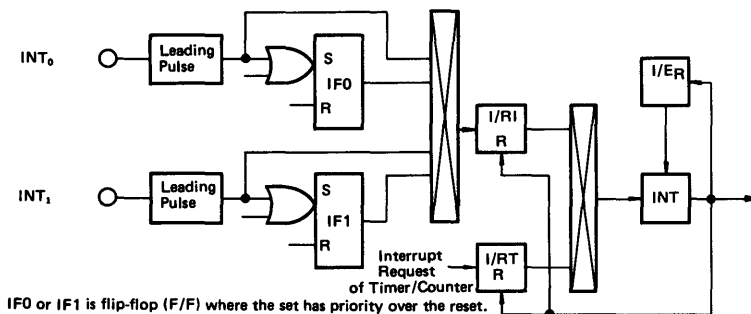 INT₀
Leading
Pulse
S
IF0
R
I/RI
R
I/ER
INT₁
Leading
Pulse
S
IF1
R
INT
Interrupt
Request
of Timer/Counter
I/RT
R
IF0 or IF1 is flip-flop (F/F) where the set has priority over the reset.